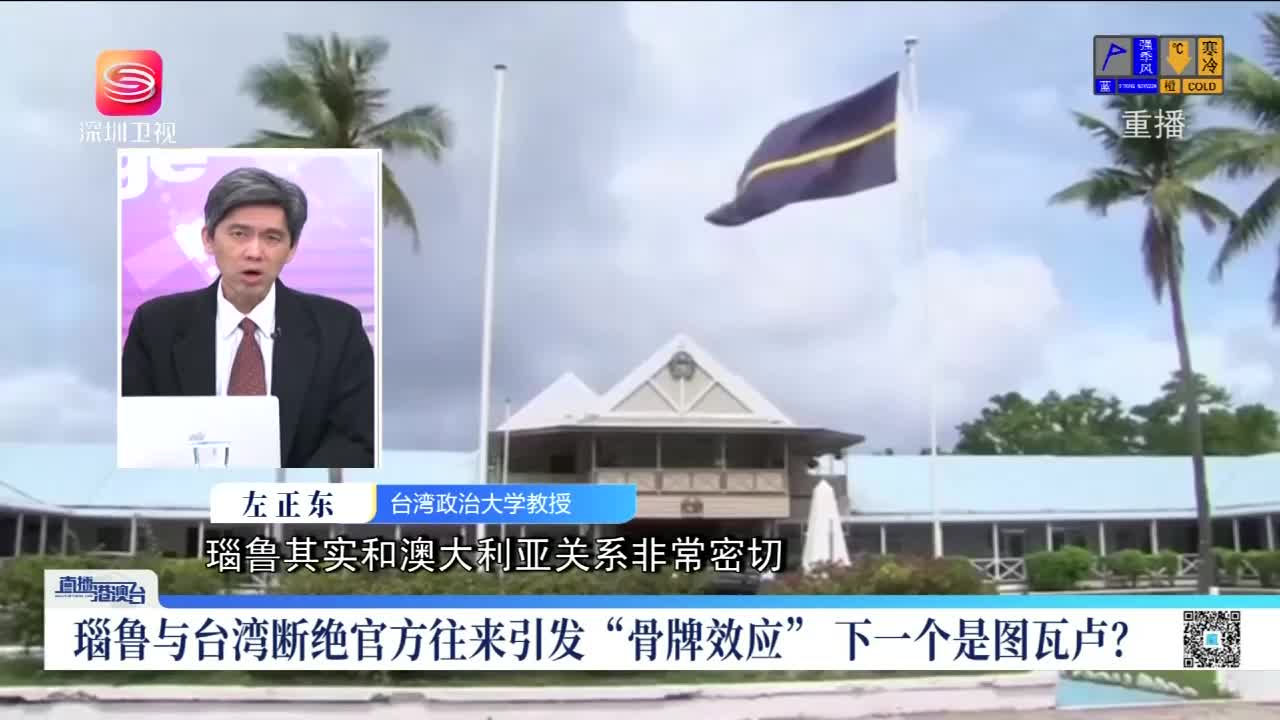 深圳卫视
强季风
蓝
℃
寒冷
橙
COLD
重播
ge
左正东
台湾政治大学教授
瑙鲁其实和澳大利亚关系非常密切
直播港澳台
瑙鲁与台湾断绝官方往来引发“骨牌效应” 下一个是图瓦卢?